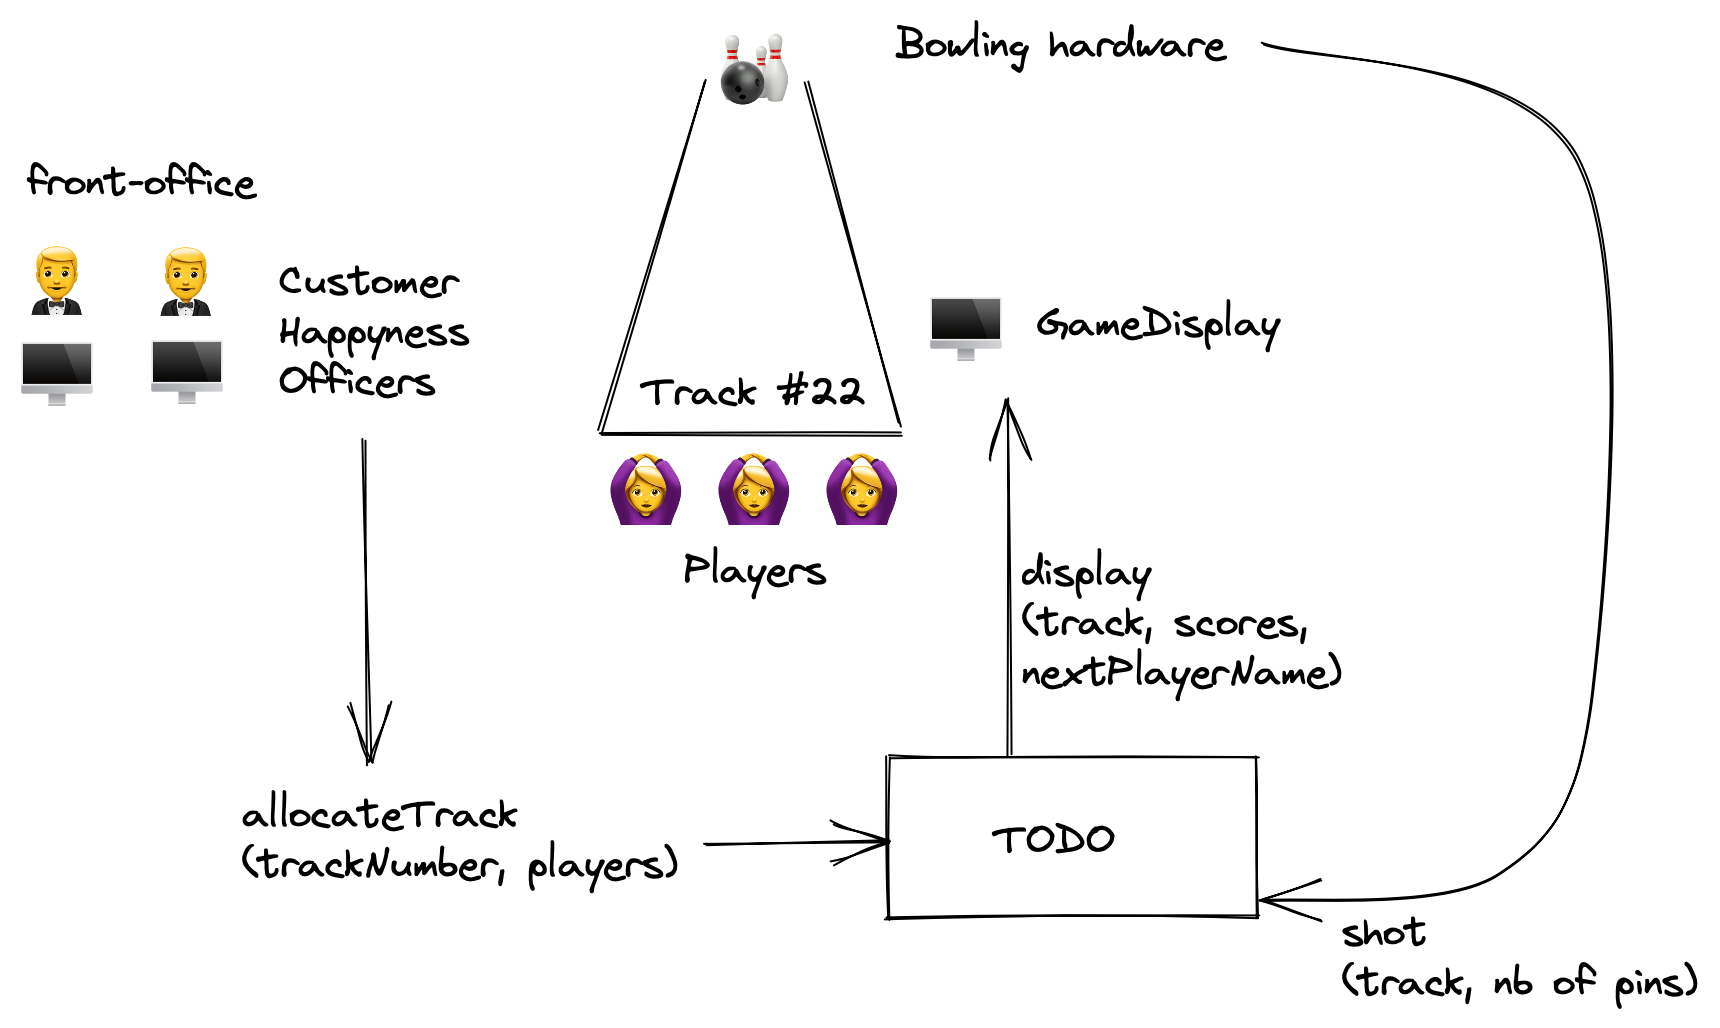 Bowling hardware
front-office
Customer
Happyness
Officers
GameDisplay
Track #22
Players
display
(track, scores,
nextPlayerName)
allocateTrack
(trackNumber, players)
TODO
shot
(track, nb of pins)